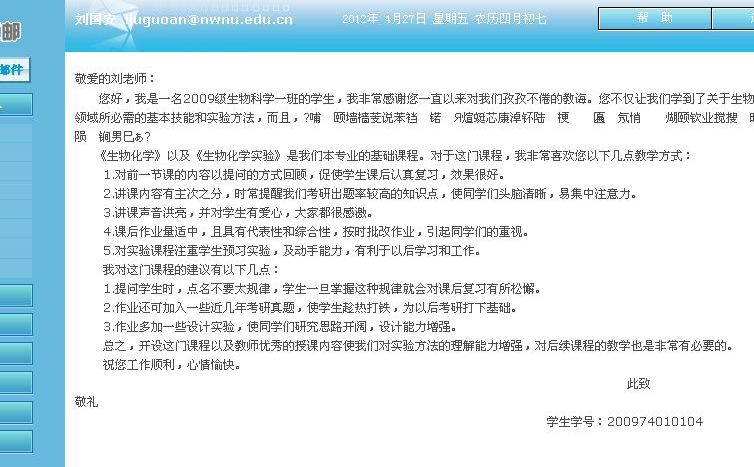 刘国安 liuguoan@nwnu.edu.cn
2012年 4月27日 星期五 农历四月初七
帮 助
邮
邮件
敬爱的刘老师：
您好，我是一名2009级生物科学一班的学生，我非常感谢您一直以来对我们孜孜不倦的教诲。您不仅让我们学到了关于生物
领域所必需的基本技能和实验方法，而且，?哺 颐墙樯芰说苯裆 锘 Я煊蜒芯康淖钚陆 梗 匾 氖悄 煳颐钦业搅搜
陨 锏男巳ぁ?
《生物化学》以及《生物化学实验》是我们本专业的基础课程。对于这门课程，我非常喜欢您以下几点教学方式：
1.对前一节课的内容以提问的方式回顾，促使学生课后认真复习，效果很好。
2.讲课内容有主次之分，时常提醒我们考研出题率较高的知识点，使同学们头脑清晰，易集中注意力。
3.讲课声音洪亮，并对学生有爱心，大家都很感激。
4.课后作业量适中，且具有代表性和综合性，按时批改作业，引起同学们的重视。
5.对实验课程注重学生预习实验，及动手能力，有利于以后学习和工作。
我对这门课程的建议有以下几点：
1.提问学生时，点名不要太规律，学生一旦掌握这种规律就会对课后复习有所松懈。
2.作业还可加入一些近几年考研真题，使学生趁热打铁，为以后考研打下基础。
3.作业多加一些设计实验，使同学们研究思路开阔，设计能力增强。
总之，开设这门课程以及教师优秀的授课内容使我们对实验方法的理解能力增强，对后续课程的教学也是非常有必要的。
祝您工作顺利，心情愉快。
此致
敬礼
学生学号：200974010104